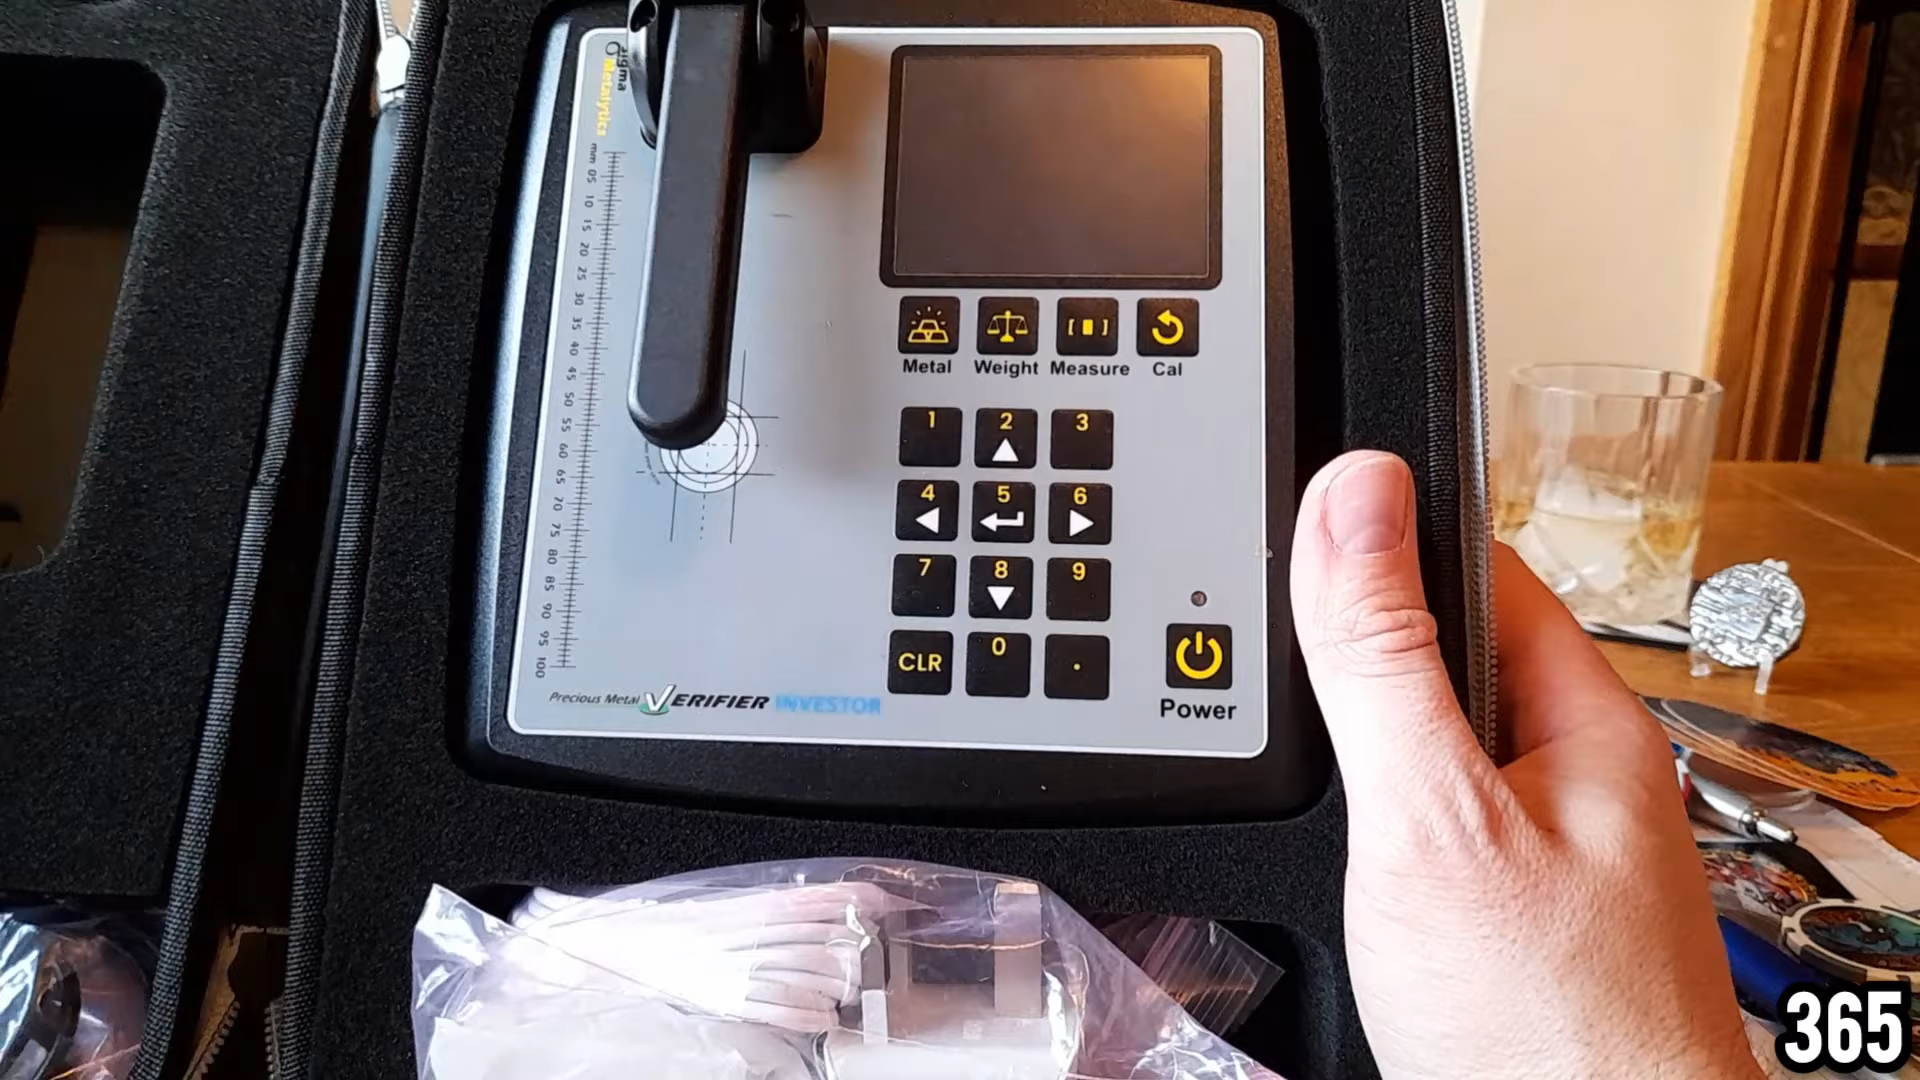 Sigma
Metalytics
mm 05 10 15 20 25 30 35 40 45 50 55 60 65 70 75 80 85 90 95 100
Metal Weight Measure Cal
1 2 3
4 5 6
7 8 9
CLR 0 .
Power
Precious Metal VERIFIER INVESTOR
365